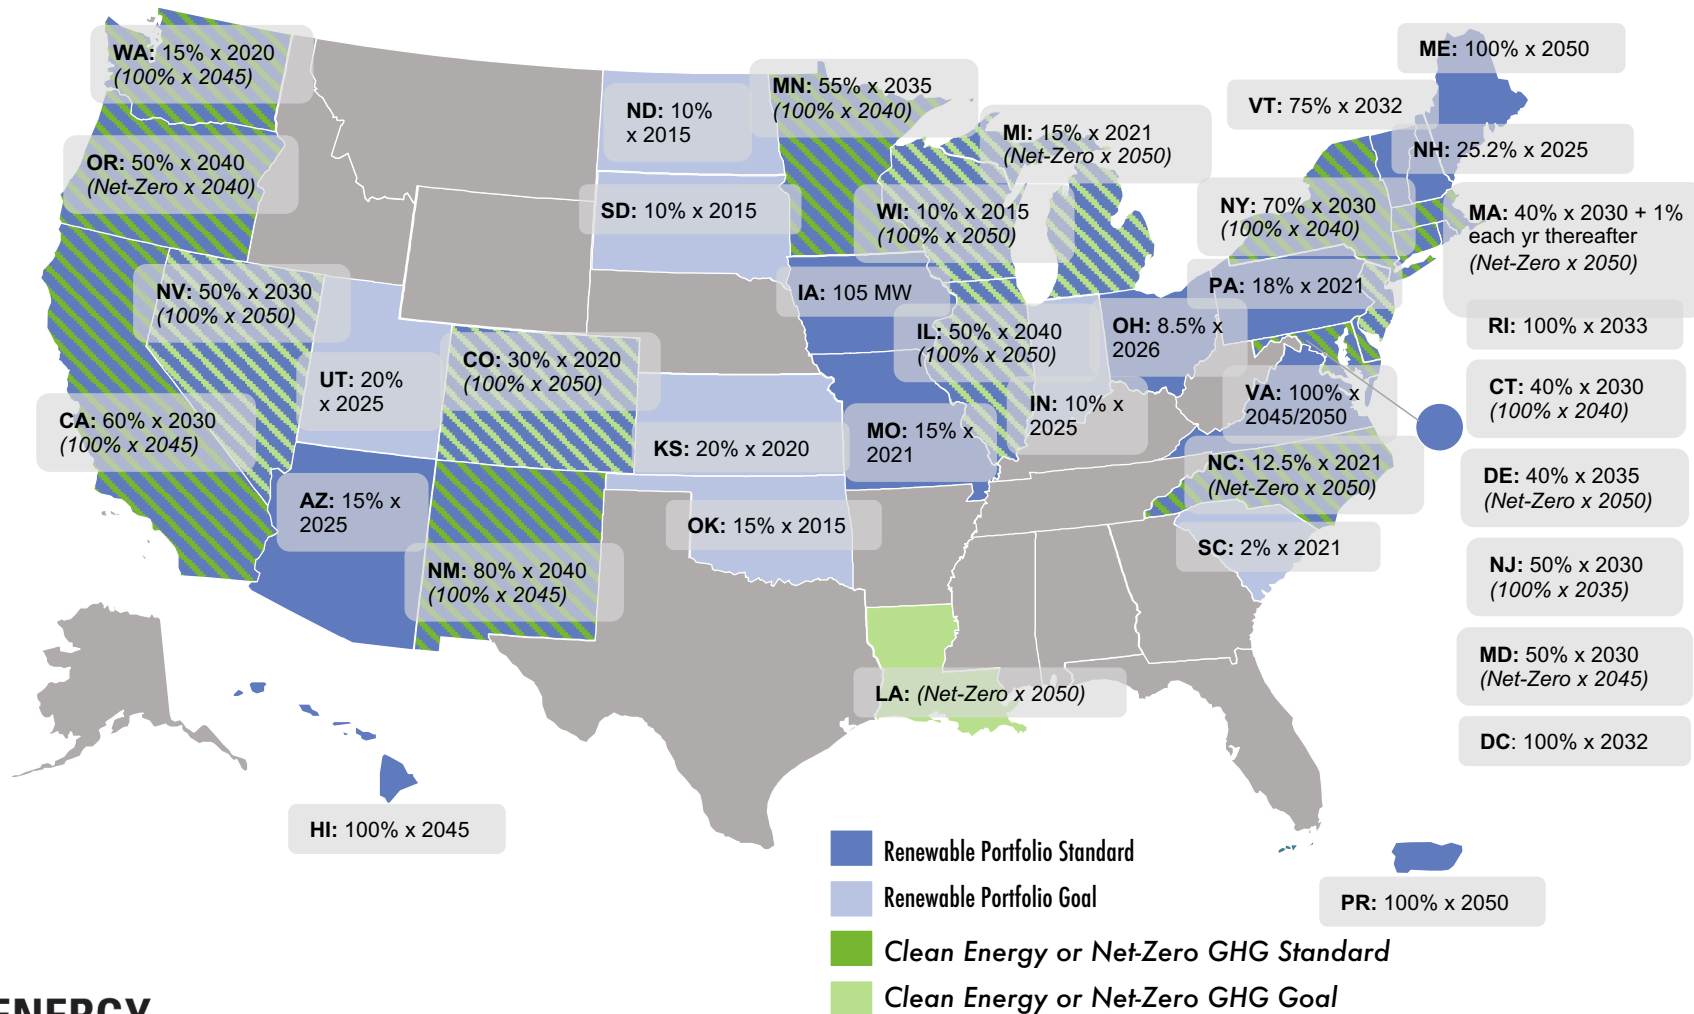 WA: 15% x 2020
(100% x 2045)
OR: 50% x 2040
(Net-Zero x 2040)
NV: 50% x 2030
(100% x 2050)
CA: 60% x 2030
(100% x 2045)
UT: 20%
x 2025
AZ: 15% x
2025
CO: 30% x 2020
(100% x 2050)
NM: 80% x 2040
(100% x 2045)
ND: 10%
x 2015
SD: 10% x 2015
KS: 20% x 2020
OK: 15% x 2015
MN: 55% x 2035
(100% x 2040)
IA: 105 MW
MO: 15% x
2021
WI: 10% x 2015
(100% x 2050)
MI: 15% x 2021
(Net-Zero x 2050)
IL: 50% x 2040
(100% x 2050)
IN: 10% x
2025
OH: 8.5% x
2026
LA: (Net-Zero x 2050)
ME: 100% x 2050
VT: 75% x 2032
NH: 25.2% x 2025
NY: 70% x 2030
(100% x 2040)
MA: 40% x 2030 + 1%
each yr thereafter
(Net-Zero x 2050)
PA: 18% x 2021
RI: 100% x 2033
CT: 40% x 2030
(100% x 2040)
VA: 100% x
2045/2050
NC: 12.5% x 2021
(Net-Zero x 2050)
SC: 2% x 2021
DE: 40% x 2035
(Net-Zero x 2050)
NJ: 50% x 2030
(100% x 2035)
MD: 50% x 2030
(Net-Zero x 2045)
DC: 100% x 2032
HI: 100% x 2045
PR: 100% x 2050
Renewable Portfolio Standard
Renewable Portfolio Goal
Clean Energy or Net-Zero GHG Standard
Clean Energy or Net-Zero GHG Goal
ENERGY